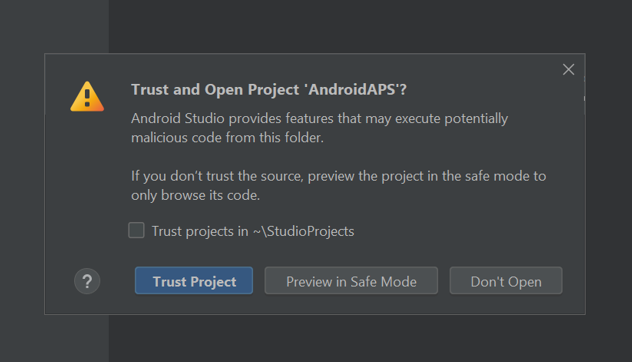 Trust and Open Project 'AndroidAPS'?
Android Studio provides features that may execute potentially
malicious code from this folder.
If you don't trust the source, preview the project in the safe mode to
only browse its code.
Trust projects in ~\StudioProjects
?
Trust Project
Preview in Safe Mode
Don't Open